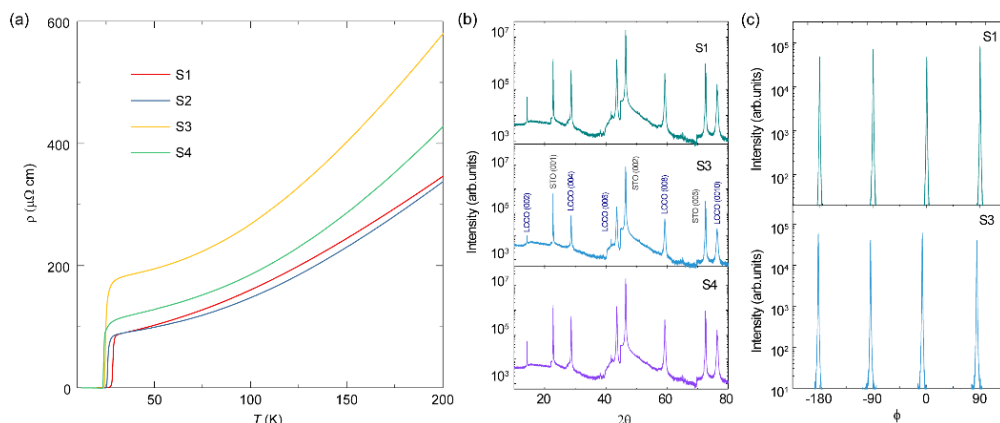 (a)
600
400
200
0
50
100
150
200
ρ (μΩ cm)
T (K)
S1
S2
S3
S4
(b)
10⁷
10⁵
10³
10⁷
10⁵
10³
10⁷
10⁵
10³
Intensity (arb.units)
S1
S3
S4
LCCO (002)
STO (001)
LCCO (004)
LCCO (006)
STO (002)
LCCO (008)
STO (003)
LCCO (0010)
20
40
60
80
2θ
(c)
10⁵
10⁴
10³
10²
Intensity (arb.units)
S1
10⁵
10⁴
10³
10²
10¹
Intensity (arb.units)
S3
-180
-90
0
90
ϕ